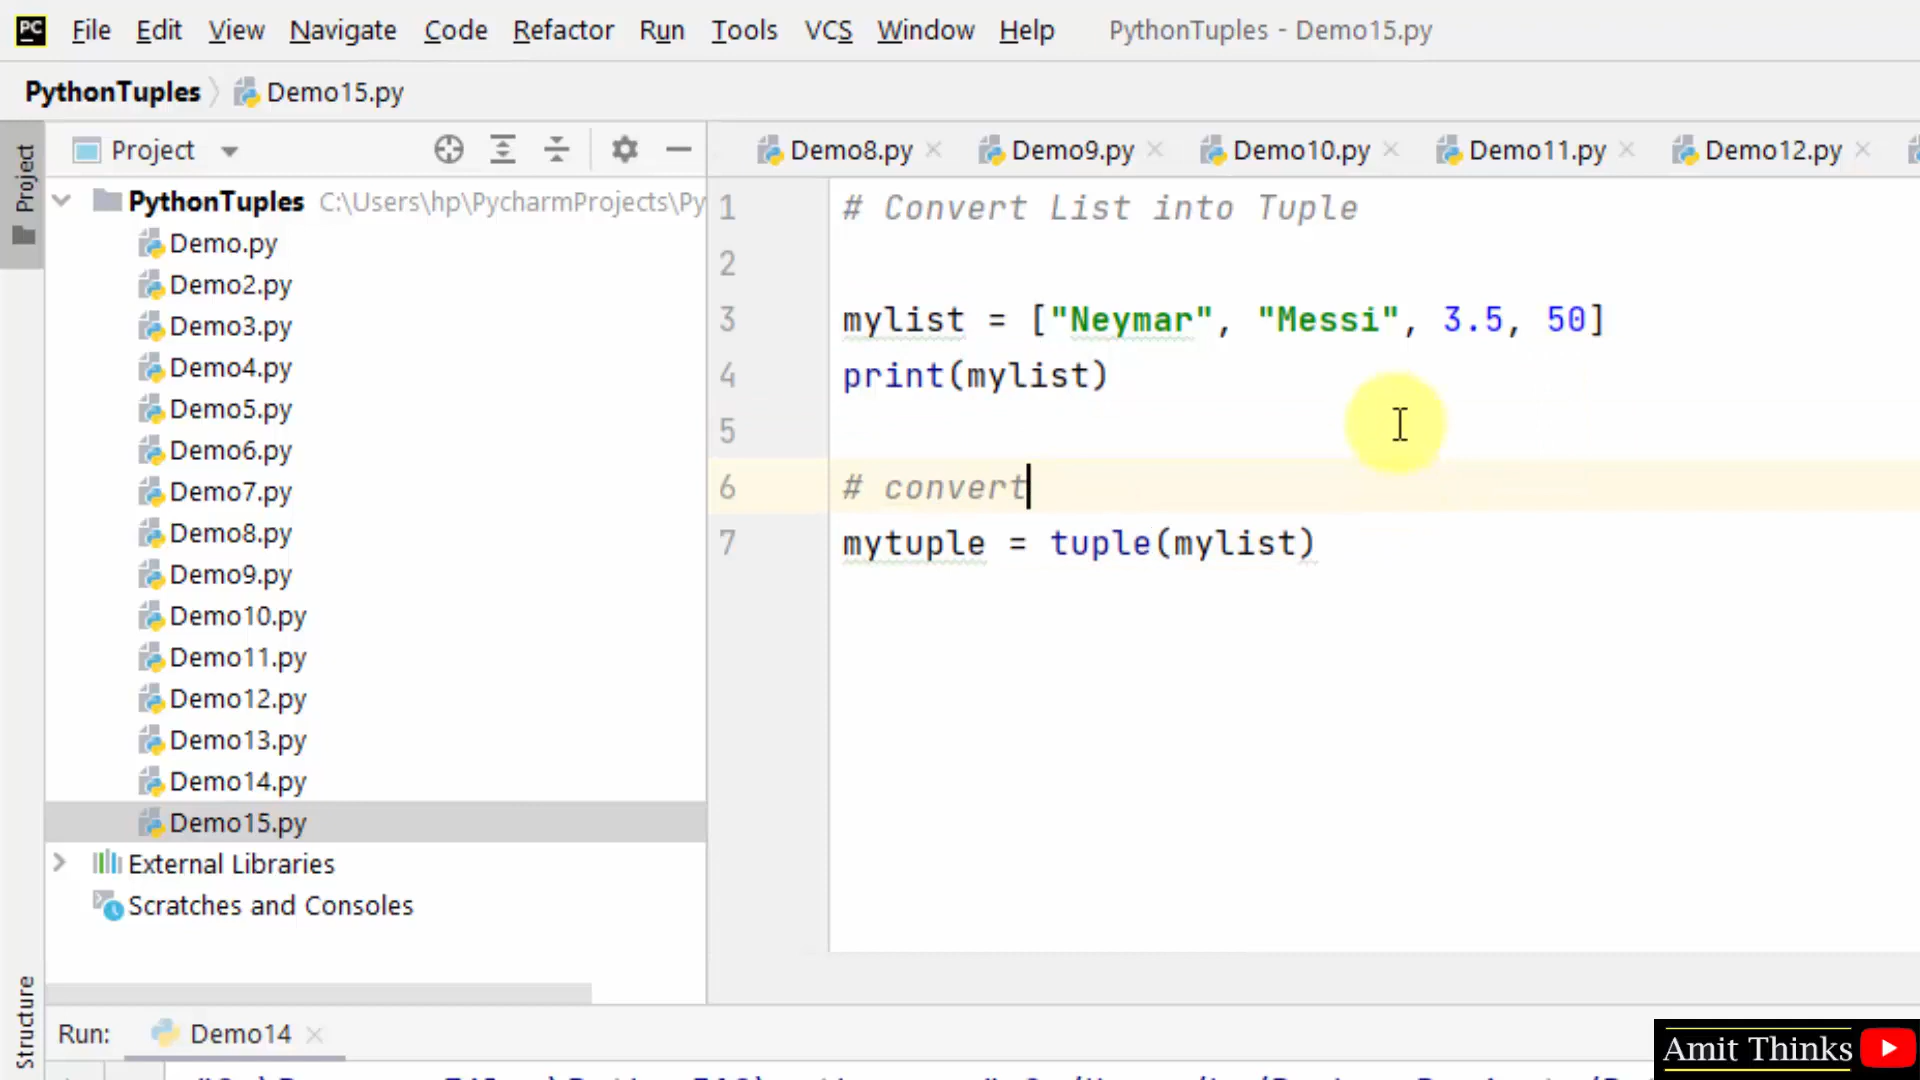 PC File Edit View Navigate Code Refactor Run Tools VCS Window Help PythonTuples - Demo15.py
PythonTuples Demo15.py
Project
Project
Demo8.py Demo9.py Demo10.py Demo11.py Demo12.py
PythonTuples C:\Users\hp\PycharmProjects\Py
Demo.py
Demo2.py
Demo3.py
Demo4.py
Demo5.py
Demo6.py
Demo7.py
Demo8.py
Demo9.py
Demo10.py
Demo11.py
Demo12.py
Demo13.py
Demo14.py
Demo15.py
External Libraries
Scratches and Consoles
1 # Convert List into Tuple
2
3 mylist = ["Neymar", "Messi", 3.5, 50]
4 print(mylist)
5
6 # convert
7 mytuple = tuple(mylist)
Structure
Run: Demo14
Amit Thinks